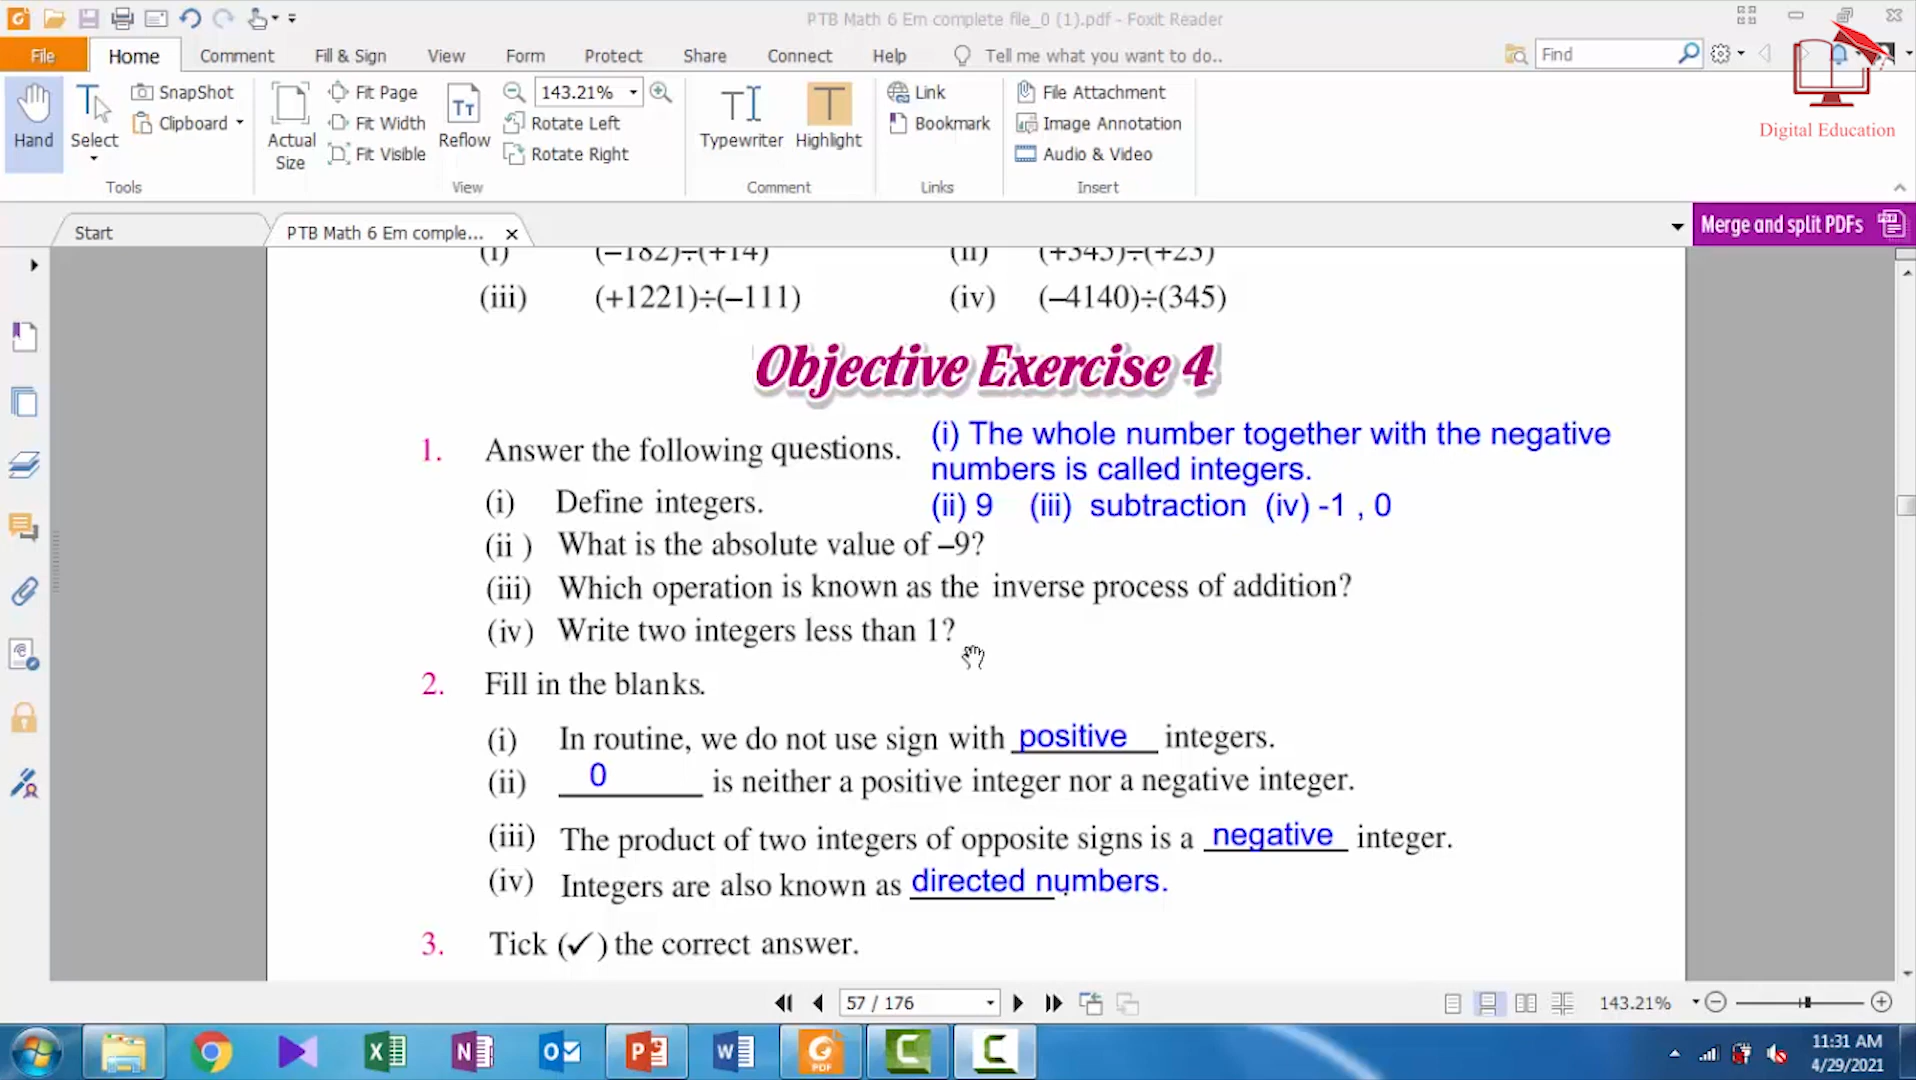 PTB Math 6 Em complete file_0 (1).pdf - Foxit Reader
File Home Comment Fill & Sign View Form Protect Share Connect Help Tell me what you want to do.. Find
Hand
Select
SnapShot
Clipboard
Tools
Actual Size
Fit Page
Fit Width
Fit Visible
Reflow
143.21%
Rotate Left
Rotate Right
View
Typewriter
Highlight
Comment
Link
Bookmark
Links
File Attachment
Image Annotation
Audio & Video
Insert
Digital Education
Start
PTB Math 6 Em comple...
Merge and split PDFs
(i) (–182)÷(+14) (ii) (+345)÷(+23)
(iii) (+1221)÷(–111) (iv) (–4140)÷(345)
Objective Exercise 4
1. Answer the following questions.
(i) The whole number together with the negative
numbers is called integers.
(ii) 9 (iii) subtraction (iv) -1 , 0
(i) Define integers.
(ii ) What is the absolute value of –9?
(iii) Which operation is known as the inverse process of addition?
(iv) Write two integers less than 1?
2. Fill in the blanks.
(i) In routine, we do not use sign with positive integers.
(ii) 0 is neither a positive integer nor a negative integer.
(iii) The product of two integers of opposite signs is a negative integer.
(iv) Integers are also known as directed numbers.
3. Tick (✓) the correct answer.
57 / 176
143.21%
11:31 AM
4/29/2021